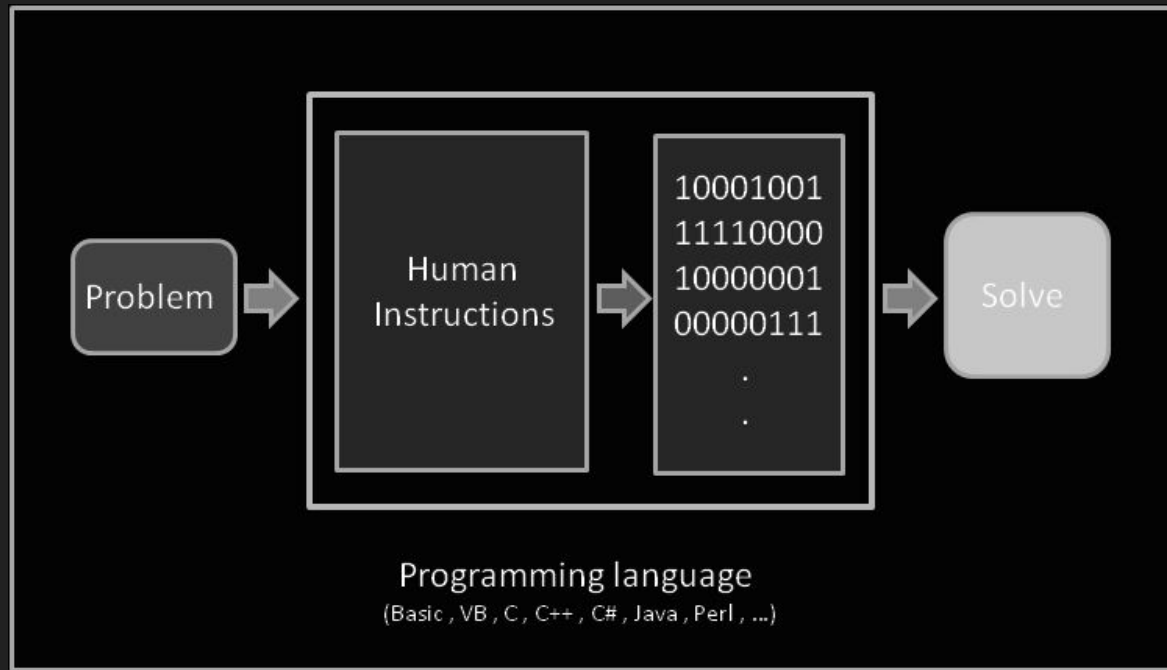 Problem
Human
Instructions
10001001
11110000
10000001
00000111
.
.
Solve
Programming language
(Basic , VB , C , C++ , C# , Java , Perl , ...)